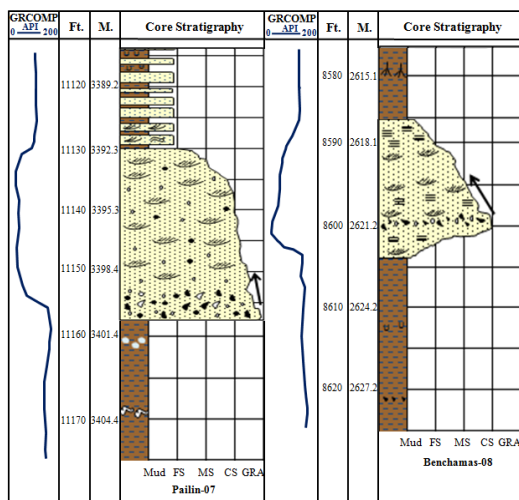 GRCOMP Ft. M. Core Stratigraphy GRCOMP Ft. M. Core Stratigraphy
API API
0 200 0 200
11120 3389.2
11130 3392.3
11140 3395.3
11150 3398.4
11160 3401.4
11170 3404.4
Mud FS MS CS GRA
Pailin-07
8580 2615.1
8590 2618.1
8600 2621.2
8610 2624.2
8620 2627.2
Mud FS MS CS GRA
Benchamas-08